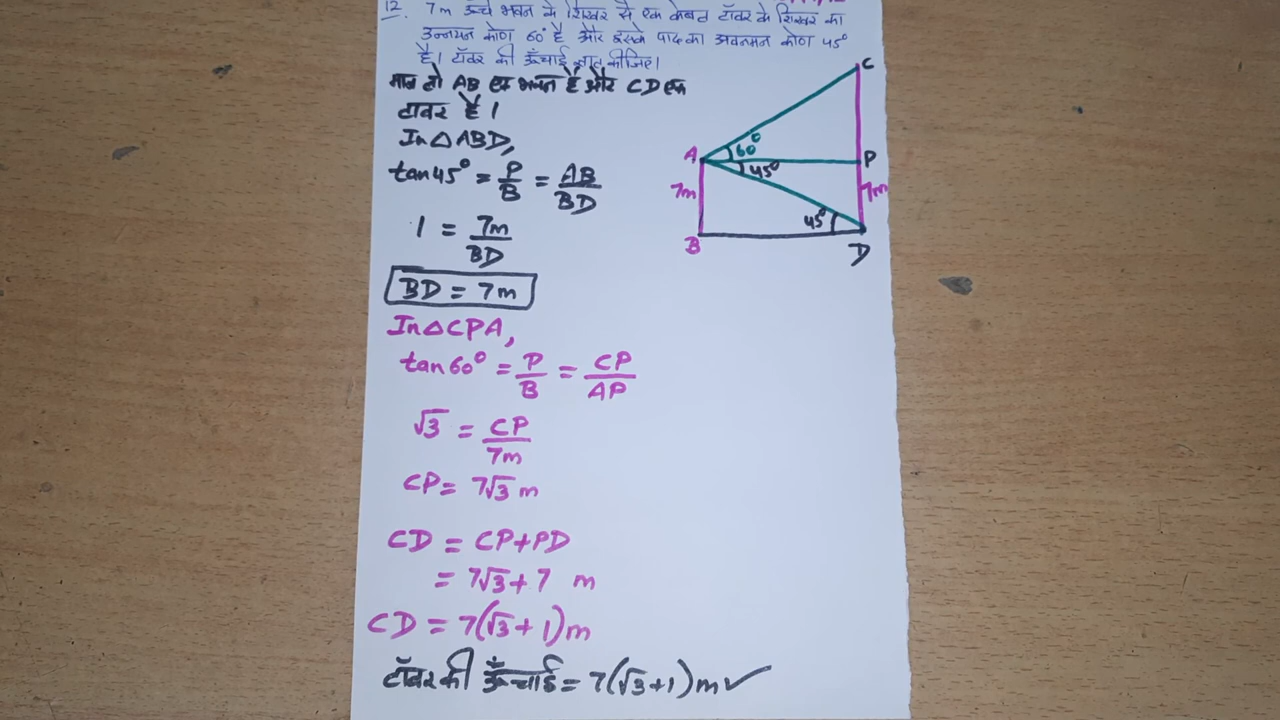 12. 7m ऊँचे भवन के शिखर से एक केबल टॉवर के शिखर का
उन्नयन कोण 60° है और इसके पाद का अवनमन कोण 45°
है। टॉवर की ऊँचाई ज्ञात कीजिए।
मान लो AB एक भवन है और CD एक
टावर है।
In △ABD,
tan45° = P/B = AB/BD
1 = 7m/BD
BD = 7m
In △CPA,
tan60° = P/B = CP/AP
√3 = CP/7m
CP = 7√3 m
CD = CP+PD
= 7√3 + 7 m
CD = 7(√3 + 1)m
टॉवर की ऊँचाई = 7(√3+1) m ✓
C
A 60° P
45°
7m 7m
45°
B D